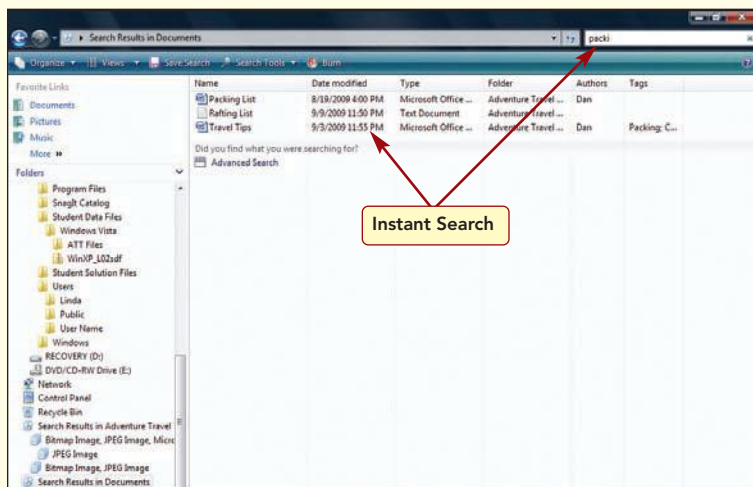 Search Results in Documents
packi
Organize Views Save Search Search Tools Burn
Favorite Links
Documents
Pictures
Music
More »
Folders
Program Files
SnagIt Catalog
Student Data Files
Windows Vista
ATT Files
WinXP_L02sdf
Student Solution Files
Users
Linda
Public
User Name
Windows
RECOVERY (D:)
DVD/CD-RW Drive (E:)
Network
Control Panel
Recycle Bin
Search Results in Adventure Travel
Bitmap Image, JPEG Image, Micro
JPEG Image
Bitmap Image, JPEG Image
Search Results in Documents
Name Date modified Type Folder Authors Tags
Packing List 8/19/2009 4:00 PM Microsoft Office ... Adventure Travel ... Dan
Rafting List 9/9/2009 11:50 PM Text Document Adventure Travel ...
Travel Tips 9/3/2009 11:55 PM Microsoft Office ... Adventure Travel ... Dan Packing; C...
Did you find what you were searching for?
Advanced Search
Instant Search